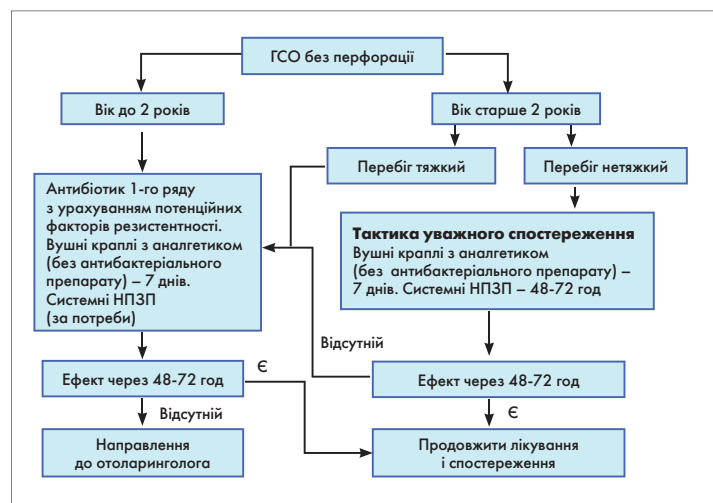 ГСО без перфорації
Вік до 2 років
Вік старше 2 років
Перебіг тяжкий
Перебіг нетяжкий
Антибіотик 1-го ряду
з урахуванням потенційних
факторів резистентності.
Вушні краплі з аналгетиком
(без антибактеріального
препарату) – 7 днів.
Системні НПЗП
(за потреби)
Тактика уважного спостереження
Вушні краплі з аналгетиком
(без антибактеріального препарату) –
7 днів. Системні НПЗП – 48-72 год
Відсутній
Ефект через 48-72 год
Є
Ефект через 48-72 год
Відсутній
Є
Направлення
до отоларинголога
Продовжити лікування
і спостереження